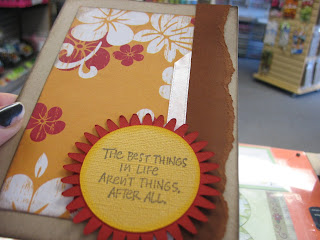 THE BEST THINGS
IN LIFE
AREN'T THINGS,
AFTER ALL.